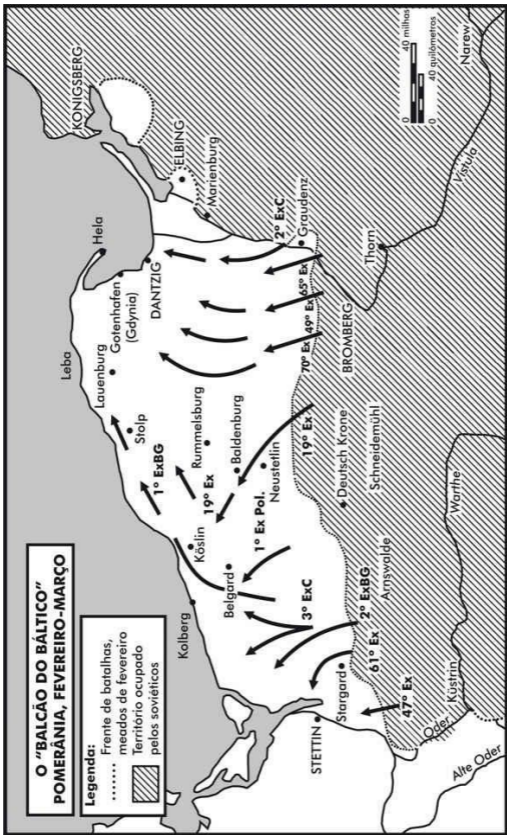 O "BALCÃO DO BÁLTICO"
POMERÂNIA, FEVEREIRO-MARÇO
Legenda:
Frente de batalhas,
meados de fevereiro
Território ocupado
pelos soviéticos
KONIGSBERG
ELBING
Marienburg
Hela
Gotenhafen
(Gdynia)
DANTZIG
Leba
Lauenburg
Stolp
1º ExBG
2º ExC
Graudenz
65º Ex
49º Ex
70º Ex
Rummelsburg
19º Ex
Baldenburg
Neustetlin
19º Ex
Köslin
Kolberg
Belgard
1º Ex Pol.
3º ExC
BROMBERG
Thorn
Deutsch Krone
Schneidemühl
2º ExBG
Arnswalde
61º Ex
Stargard
STETTIN
47º Ex
Küstrin
Oder
Alte Oder
Warthe
Vistula
Narew
0 40 milhas
0 40 quilômetros